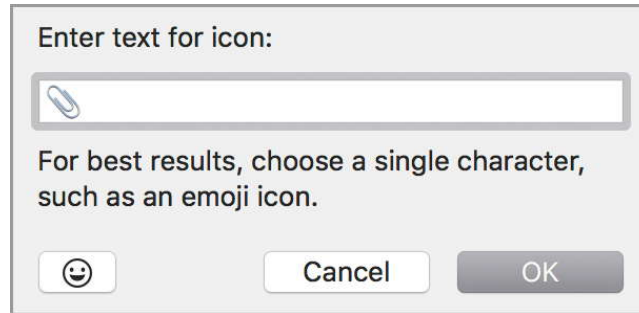 Enter text for icon:
📎
For best results, choose a single character,
such as an emoji icon.
Cancel
OK